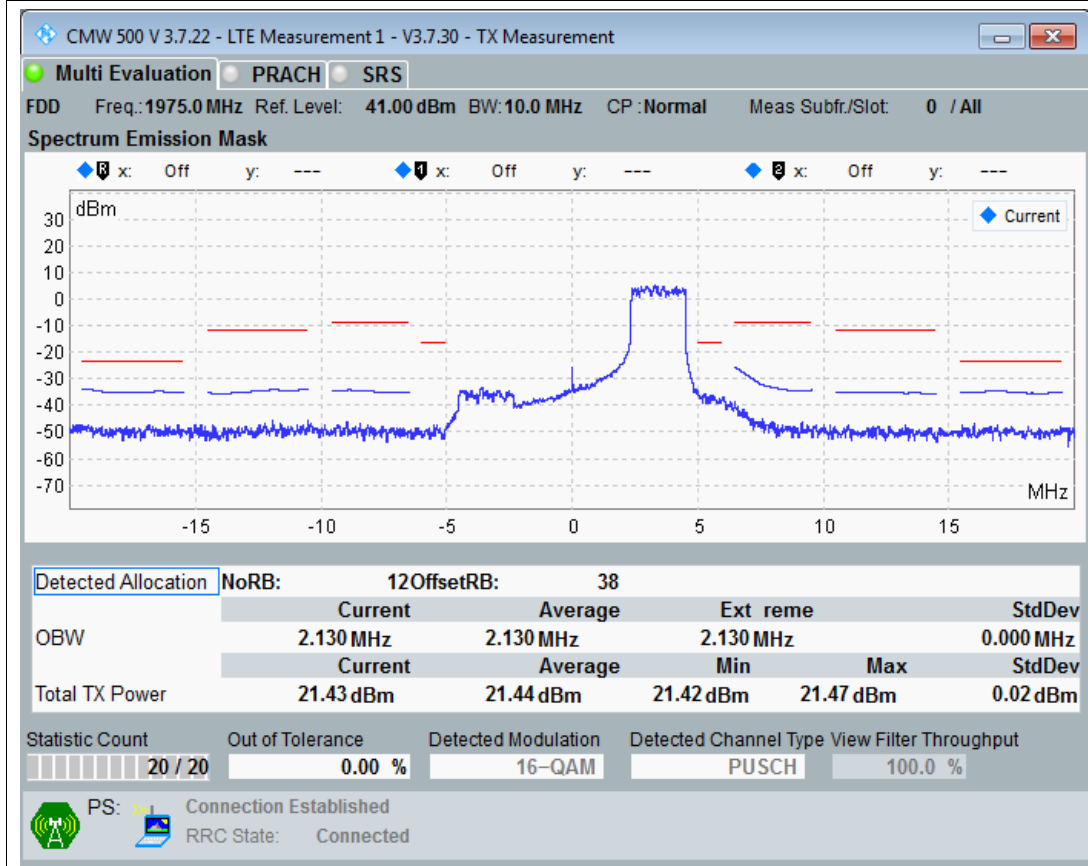 CMW 500 V 3.7.22 - LTE Measurement 1 - V3.7.30 - TX Measurement
Multi Evaluation PRACH SRS
FDD Freq.: 1975.0 MHz Ref. Level: 41.00 dBm BW: 10.0 MHz CP : Normal Meas Subfr./Slot: 0 / All
Spectrum Emission Mask
R x: Off y: --- 1 x: Off y: --- 2 x: Off y: ---
dBm
Current
30
20
10
0
-10
-20
-30
-40
-50
-60
-70
MHz
-15 -10 -5 0 5 10 15
Detected Allocation NoRB: 12 OffsetRB: 38
Current Average Ext reme StdDev
OBW 2.130 MHz 2.130 MHz 2.130 MHz 0.000 MHz
Current Average Min Max StdDev
Total TX Power 21.43 dBm 21.44 dBm 21.42 dBm 21.47 dBm 0.02 dBm
Statistic Count Out of Tolerance Detected Modulation Detected Channel Type View Filter Throughput
20 / 20 0.00 % 16-QAM PUSCH 100.0 %
PS: Connection Established
RRC State: Connected